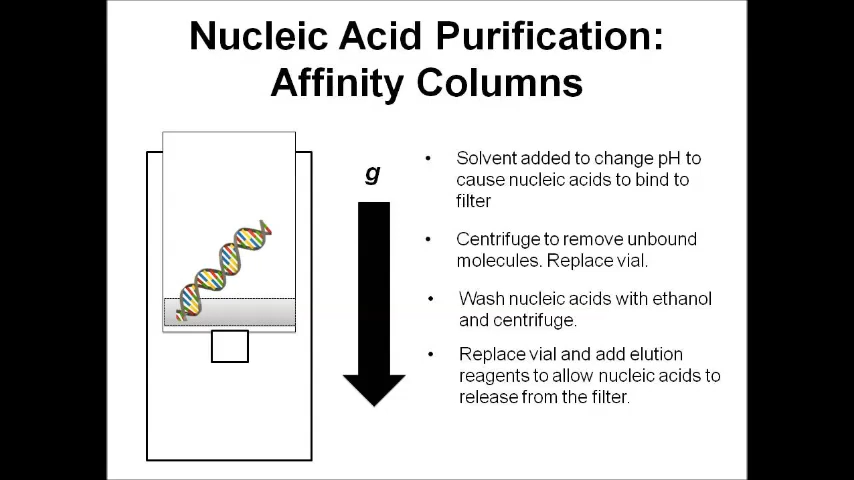 Nucleic Acid Purification:
Affinity Columns
g
• Solvent added to change pH to
cause nucleic acids to bind to
filter
• Centrifuge to remove unbound
molecules. Replace vial.
• Wash nucleic acids with ethanol
and centrifuge.
• Replace vial and add elution
reagents to allow nucleic acids to
release from the filter.